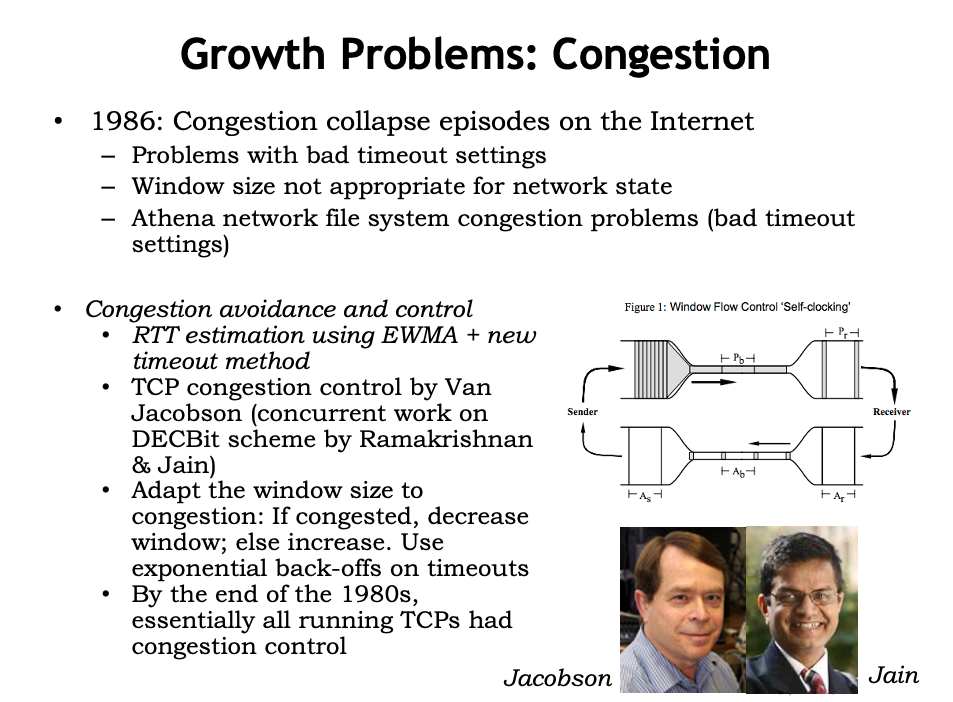 Growth Problems: Congestion
• 1986: Congestion collapse episodes on the Internet
– Problems with bad timeout settings
– Window size not appropriate for network state
– Athena network file system congestion problems (bad timeout
settings)
• Congestion avoidance and control
• RTT estimation using EWMA + new
timeout method
• TCP congestion control by Van
Jacobson (concurrent work on
DECBit scheme by Ramakrishnan
& Jain)
• Adapt the window size to
congestion: If congested, decrease
window; else increase. Use
exponential back-offs on timeouts
• By the end of the 1980s,
essentially all running TCPs had
congestion control
Figure 1: Window Flow Control ‘Self-clocking’
Pr
Pb
Sender
Receiver
Ab
As
Ar
Jacobson
Jain